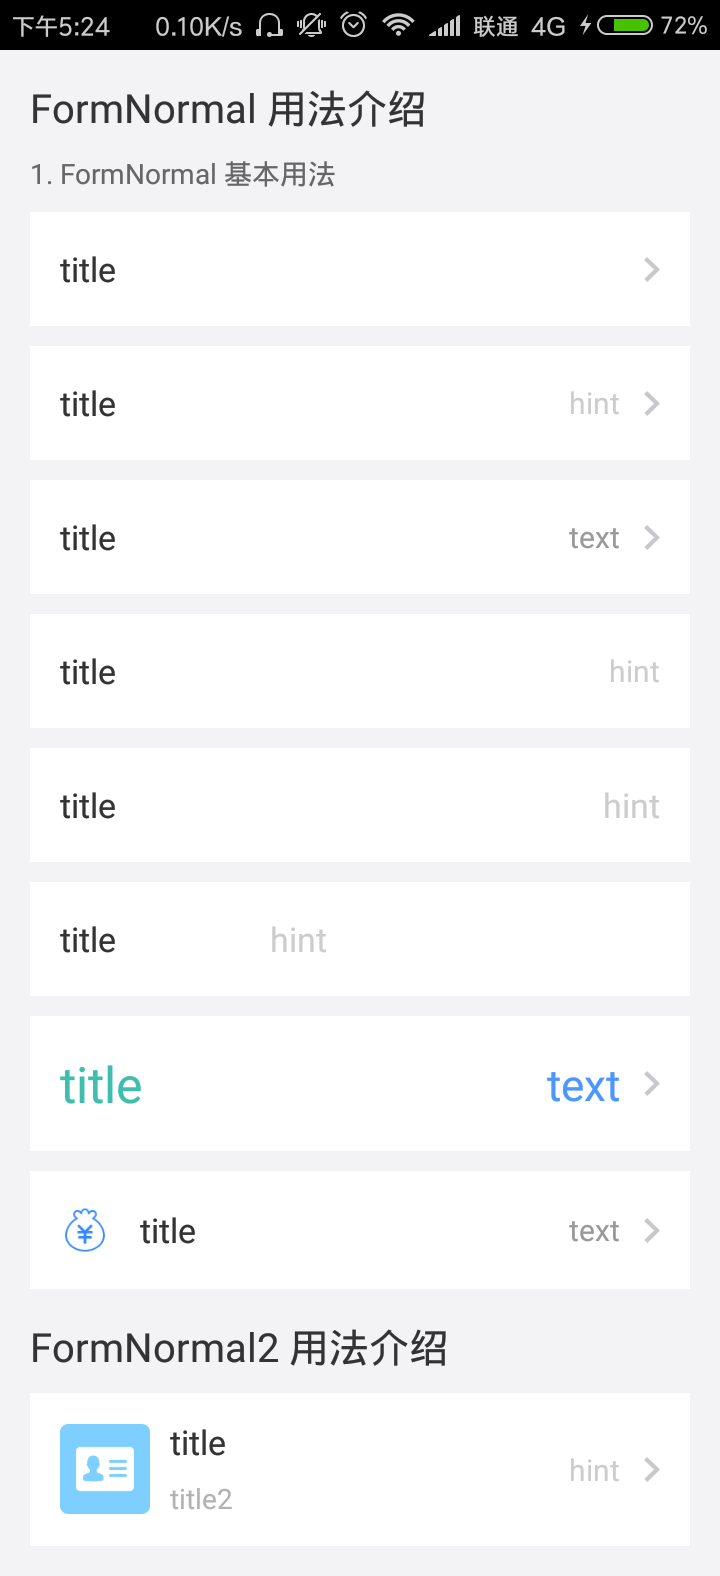 下午5:24 0.10K/s 联通 4G 72%
FormNormal 用法介绍
1. FormNormal 基本用法
title
title hint
title text
title hint
title hint
title hint
title text
¥ title text
FormNormal2 用法介绍
title
hint
title2